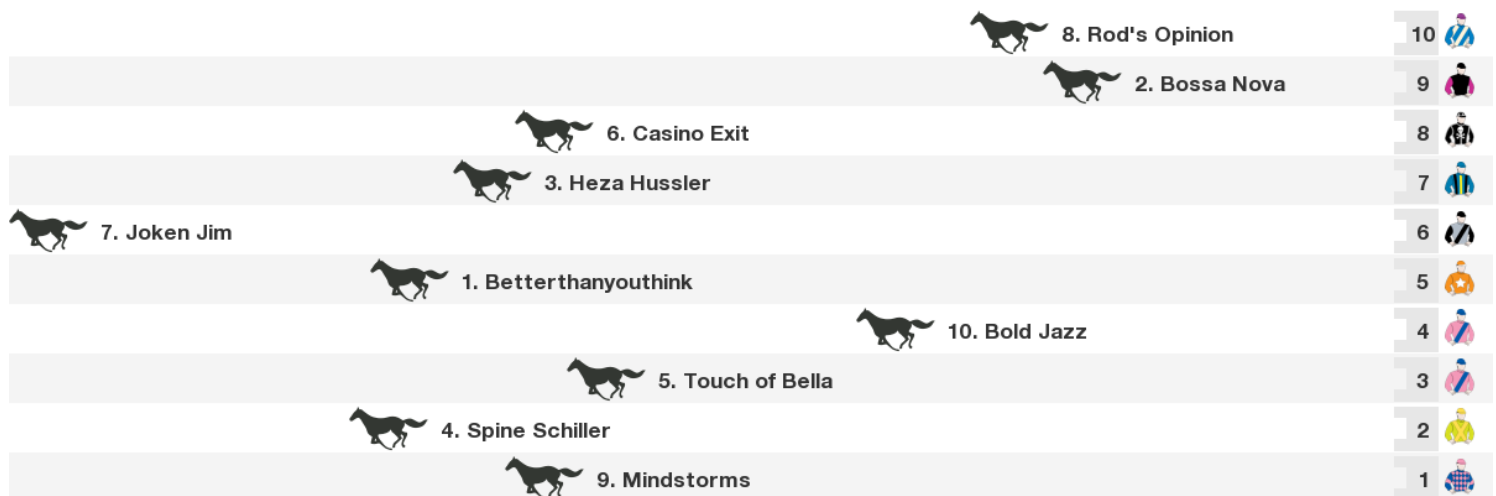 8. Rod's Opinion 10
2. Bossa Nova 9
6. Casino Exit 8
3. Heza Hussler 7
7. Joken Jim 6
1. Betterthanyouthink 5
10. Bold Jazz 4
5. Touch of Bella 3
4. Spine Schiller 2
9. Mindstorms 1